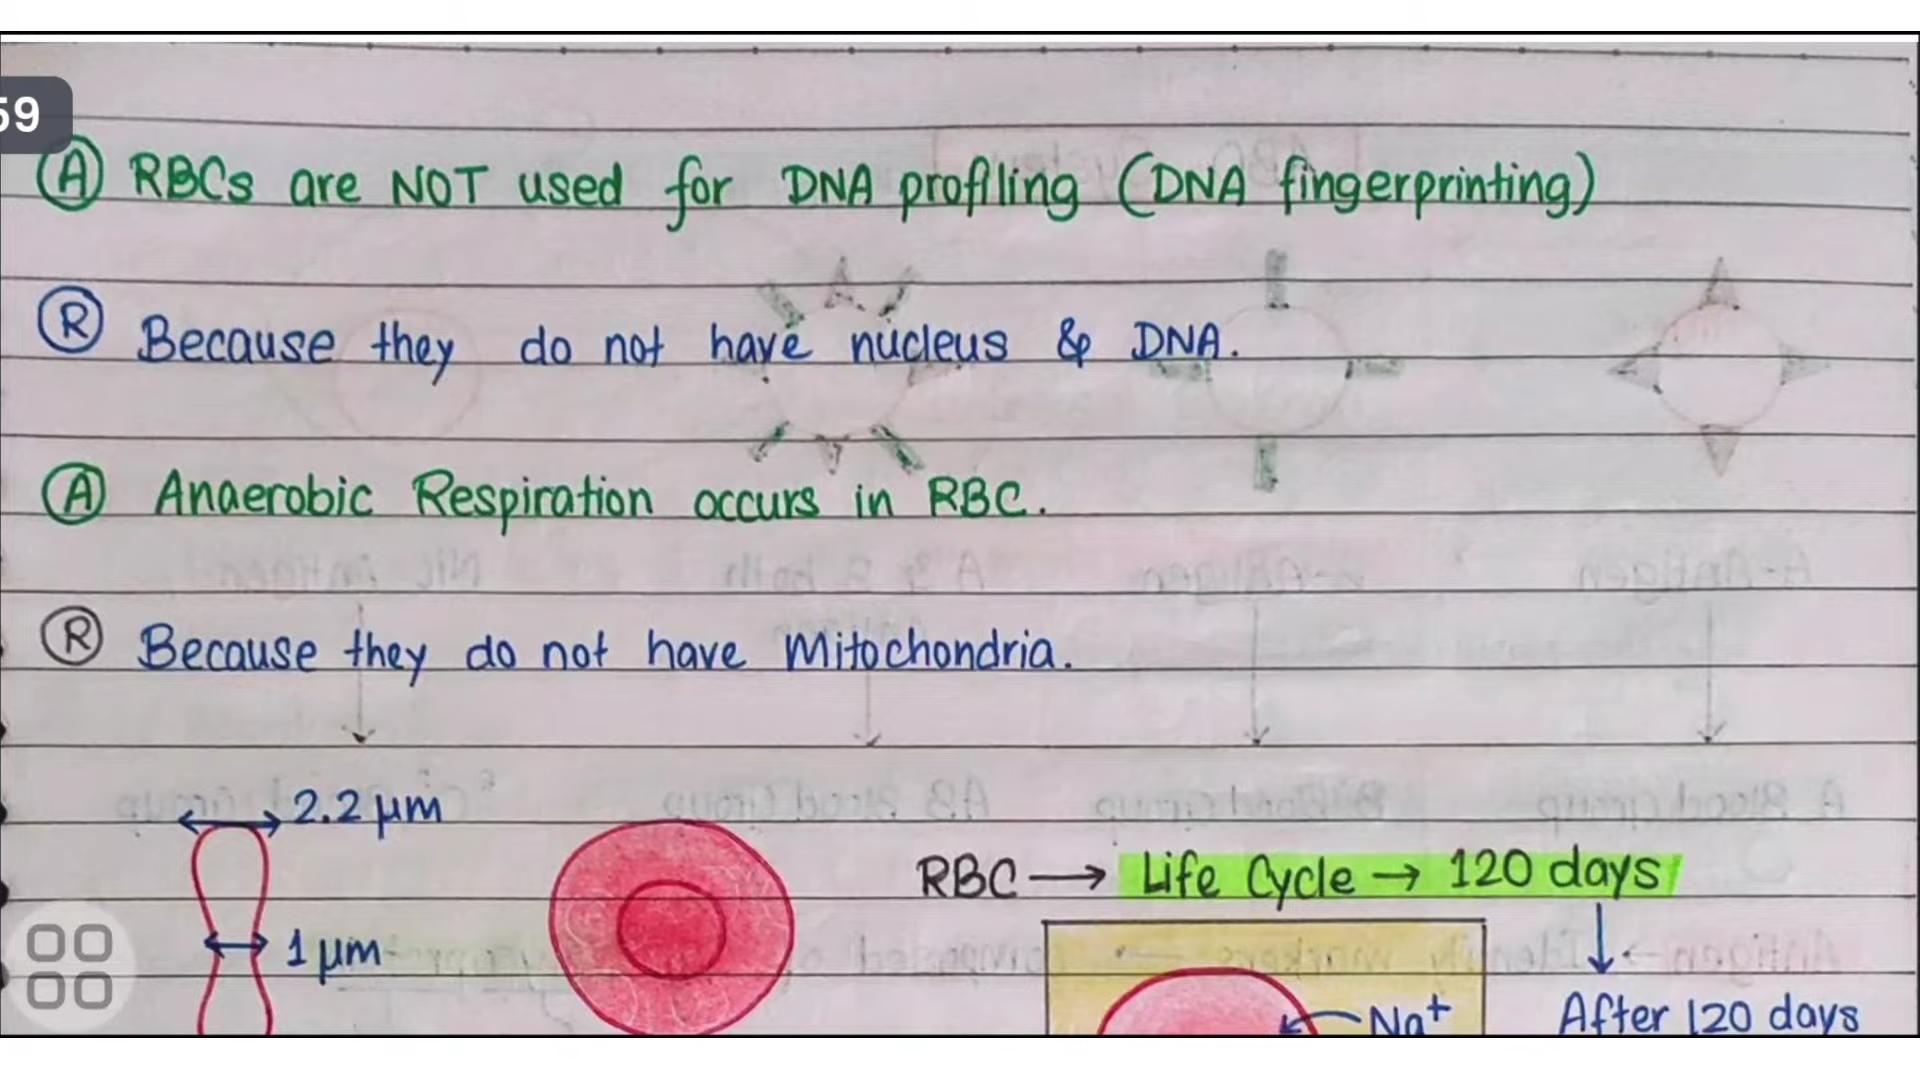 59
Ⓐ RBCs are NOT used for DNA profiling (DNA fingerprinting)
Ⓡ Because they do not have nucleus & DNA.
Ⓐ Anaerobic Respiration occurs in RBC.
Ⓡ Because they do not have Mitochondria.
2.2 μm
RBC → Life Cycle → 120 days
1 μm
Na⁺
After 120 days